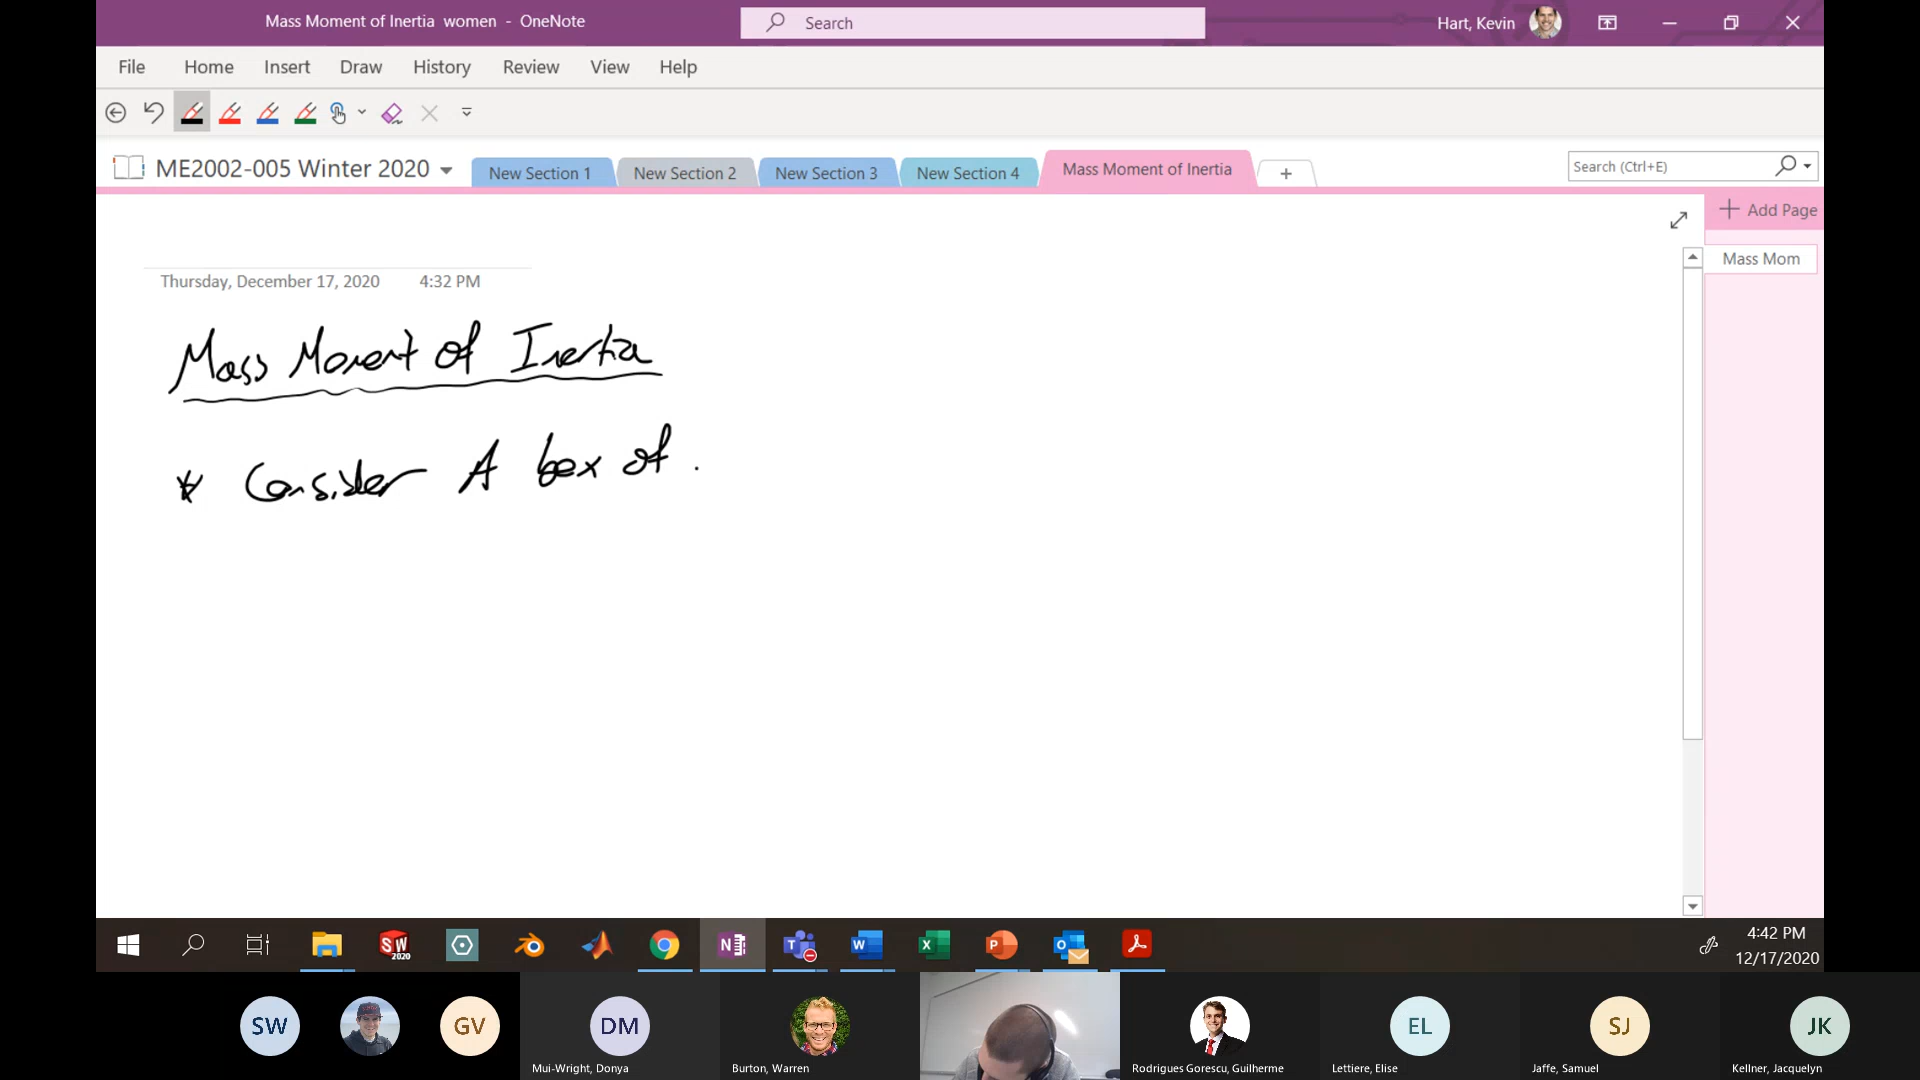 Mass Moment of Inertia women - OneNote
Search
Hart, Kevin
File Home Insert Draw History Review View Help
ME2002-005 Winter 2020
New Section 1
New Section 2
New Section 3
New Section 4
Mass Moment of Inertia
+
Search (Ctrl+E)
Add Page
Mass Mom
Thursday, December 17, 2020 4:32 PM
Mass Moment of Inertia
* Consider A box of .
SW 2020
N
T
W
X
P
O
4:42 PM
12/17/2020
SW
GV
DM
EL
SJ
JK
Mui-Wright, Donya
Burton, Warren
Rodrigues Gorescu, Guilherme
Lettiere, Elise
Jaffe, Samuel
Kellner, Jacquelyn